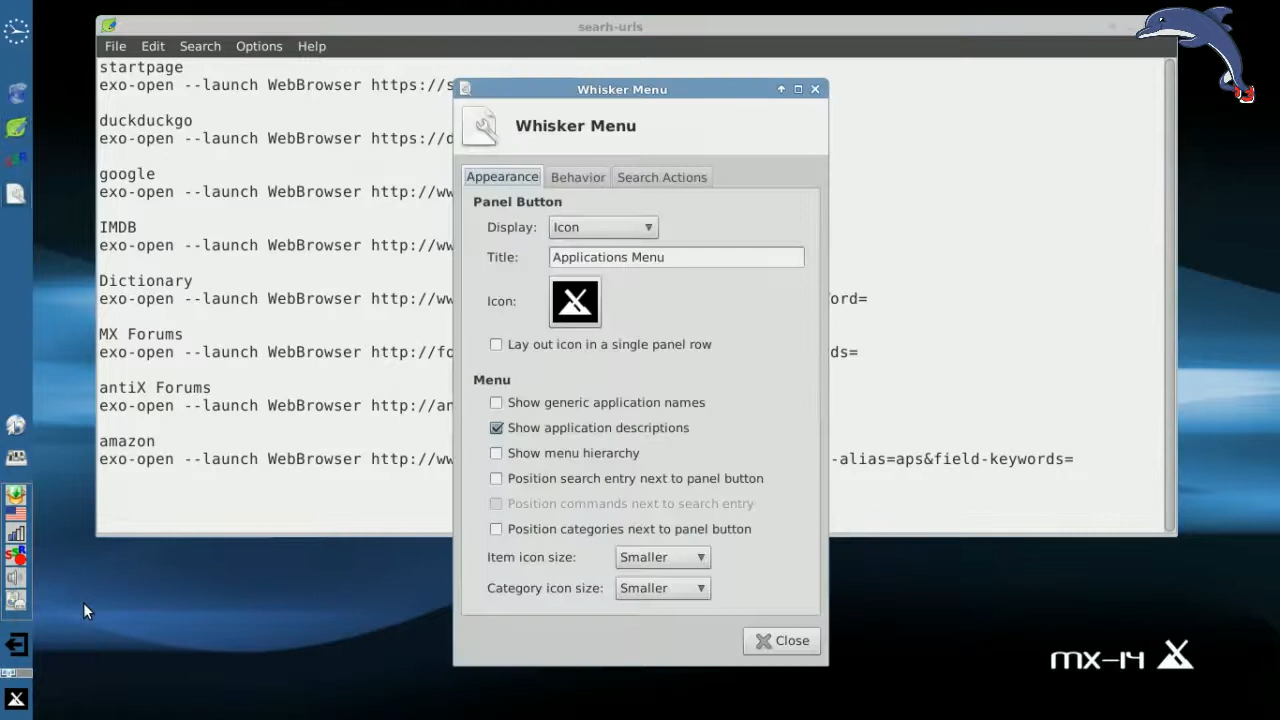 searh-urls
File Edit Search Options Help
startpage
exo-open --launch WebBrowser https://s
duckduckgo
exo-open --launch WebBrowser https://d
google
exo-open --launch WebBrowser http://ww
IMDB
exo-open --launch WebBrowser http://ww
Dictionary
exo-open --launch WebBrowser http://ww ord=
MX Forums
exo-open --launch WebBrowser http://fo ds=
antiX Forums
exo-open --launch WebBrowser http://an
amazon
exo-open --launch WebBrowser http://ww -alias=aps&field-keywords=
Whisker Menu
Whisker Menu
Appearance Behavior Search Actions
Panel Button
Display: Icon
Title: Applications Menu
Icon:
Lay out icon in a single panel row
Menu
Show generic application names
Show application descriptions
Show menu hierarchy
Position search entry next to panel button
Position commands next to search entry
Position categories next to panel button
Item icon size: Smaller
Category icon size: Smaller
Close
SSR
mx-14